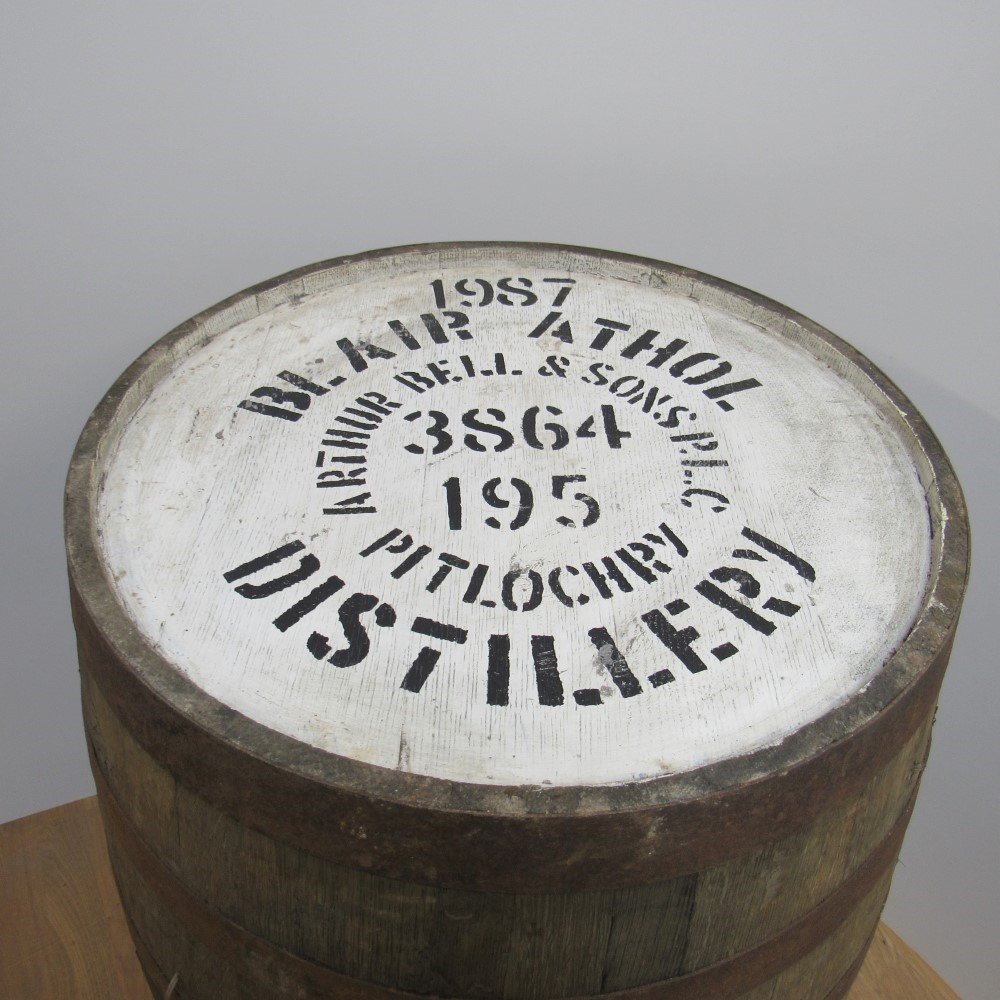 1987
BLAIR ATHOL
ARTHUR BELL & SONS P.L.C
3864
195
PITLOCHRY
DISTILLERY